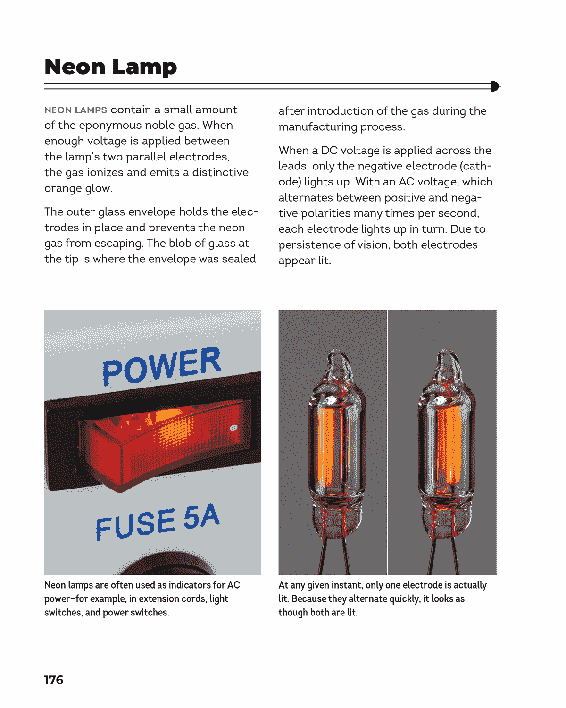 Neon Lamp
NEON LAMPS contain a small amount
of the eponymous noble gas. When
enough voltage is applied between
the lamp's two parallel electrodes,
the gas ionizes and emits a distinctive
orange glow.
The outer glass envelope holds the elec-
trodes in place and prevents the neon
gas from escaping. The blob of glass at
the tip is where the envelope was sealed
after introduction of the gas during the
manufacturing process.
When a DC voltage is applied across the
leads, only the negative electrode (cath-
ode) lights up. With an AC voltage, which
alternates between positive and nega-
tive polarities many times per second,
each electrode lights up in turn. Due to
persistence of vision, both electrodes
appear lit.
POWER
FUSE 5A
Neon lamps are often used as indicators for AC
power—for example, in extension cords, light
switches, and power switches.
At any given instant, only one electrode is actually
lit. Because they alternate quickly, it looks as
though both are lit.
176